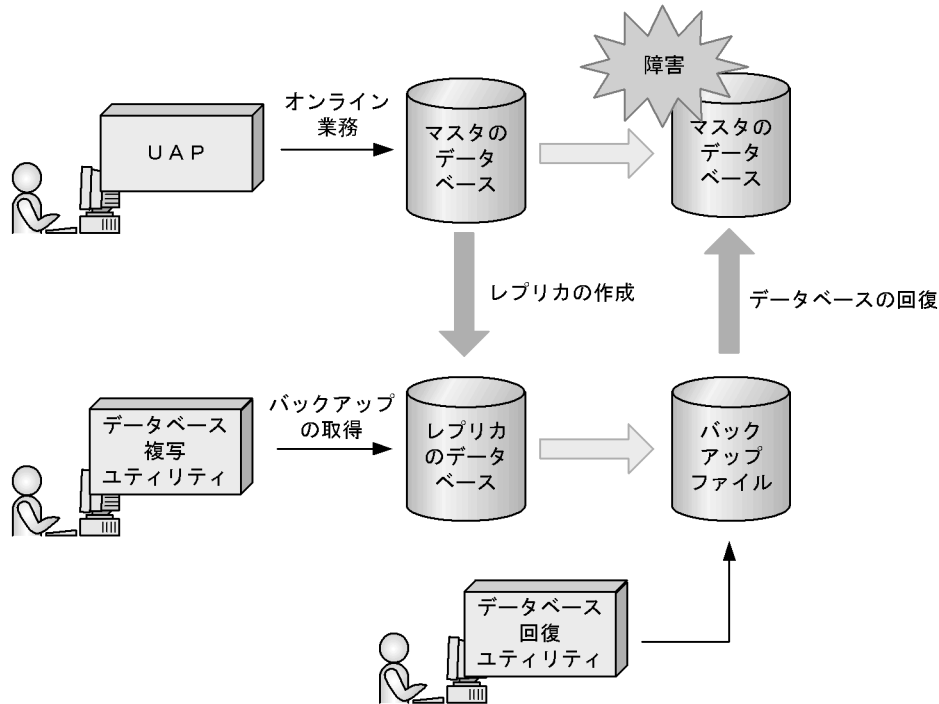 障害
オンライン
業務
UAP
マスタの
データ
ベース
マスタの
データ
ベース
レプリカの作成
データベースの回復
バックアップ
の取得
データベース
複写
ユティリティ
レプリカ
のデータ
ベース
バック
アップ
ファイル
データベース
回復
ユティリティ